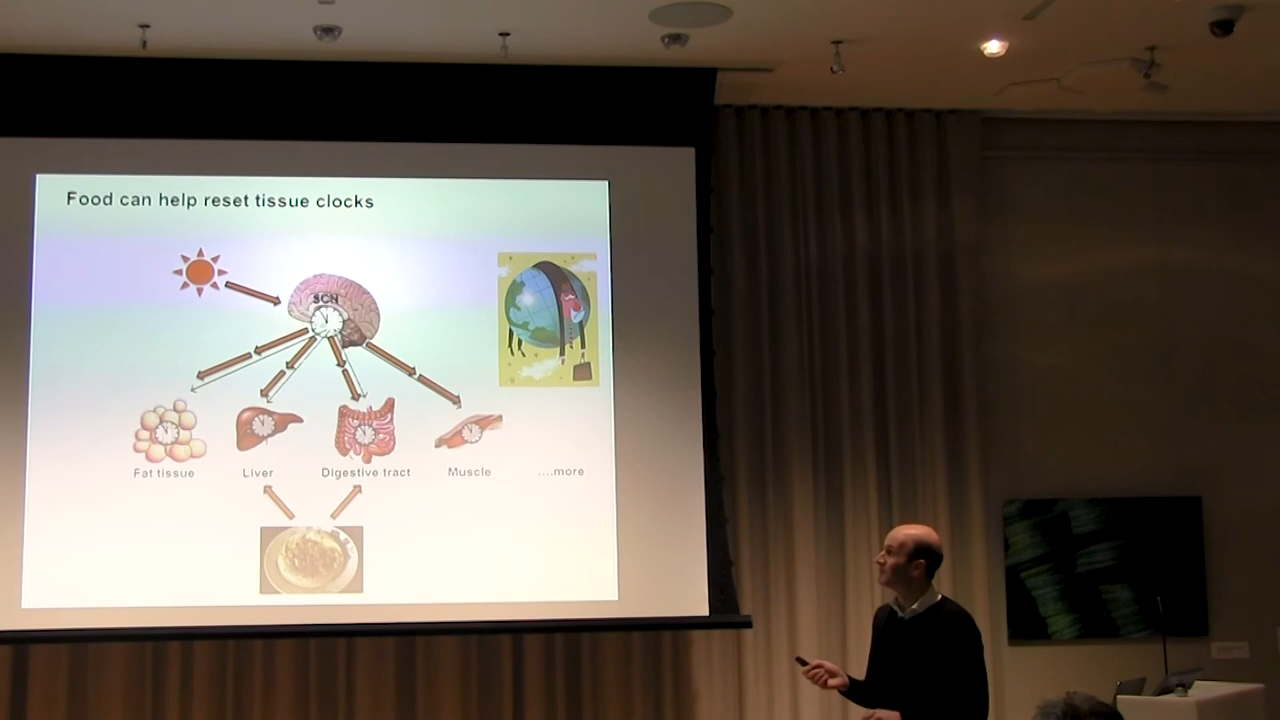 Food can help reset tissue clocks
SCN
Fat tissue
Liver
Digestive tract
Muscle
....more